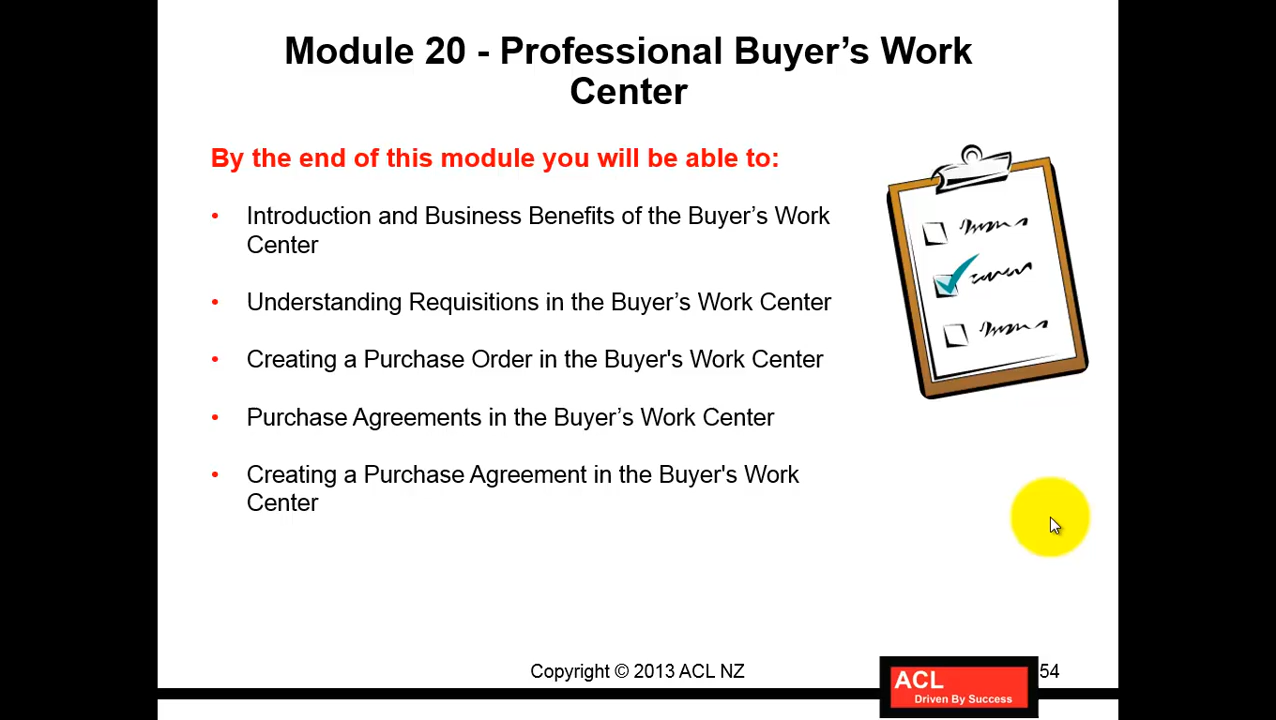 Module 20 - Professional Buyer’s Work
Center
By the end of this module you will be able to:
• Introduction and Business Benefits of the Buyer’s Work
Center
• Understanding Requisitions in the Buyer’s Work Center
• Creating a Purchase Order in the Buyer's Work Center
• Purchase Agreements in the Buyer’s Work Center
• Creating a Purchase Agreement in the Buyer's Work
Center
Copyright © 2013 ACL NZ
ACL
Driven By Success
54